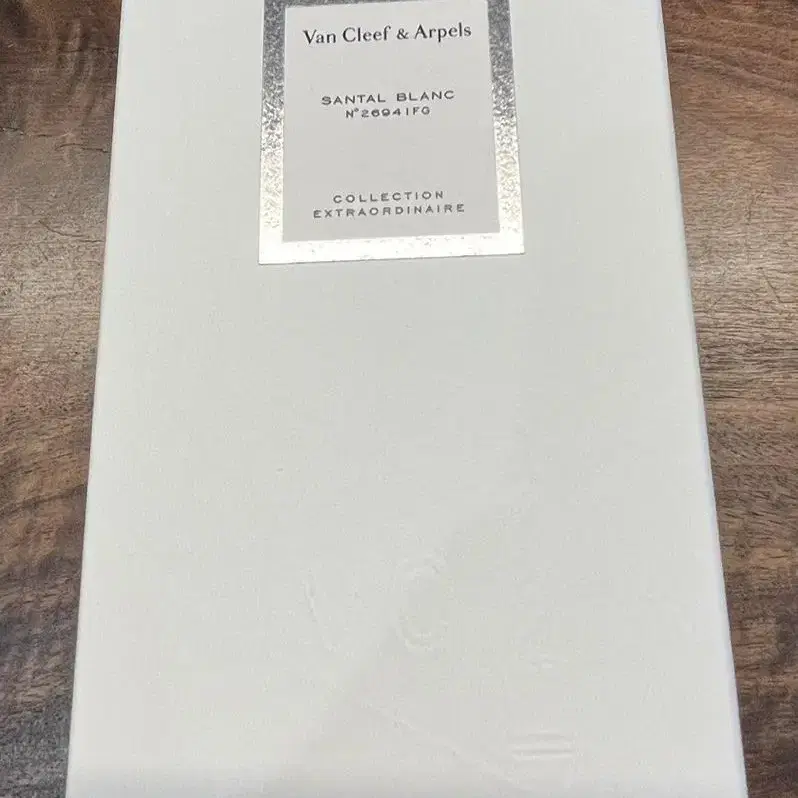 Van Cleef & Arpels
SANTAL BLANC
N°26941FG
COLLECTION
EXTRAORDINAIRE